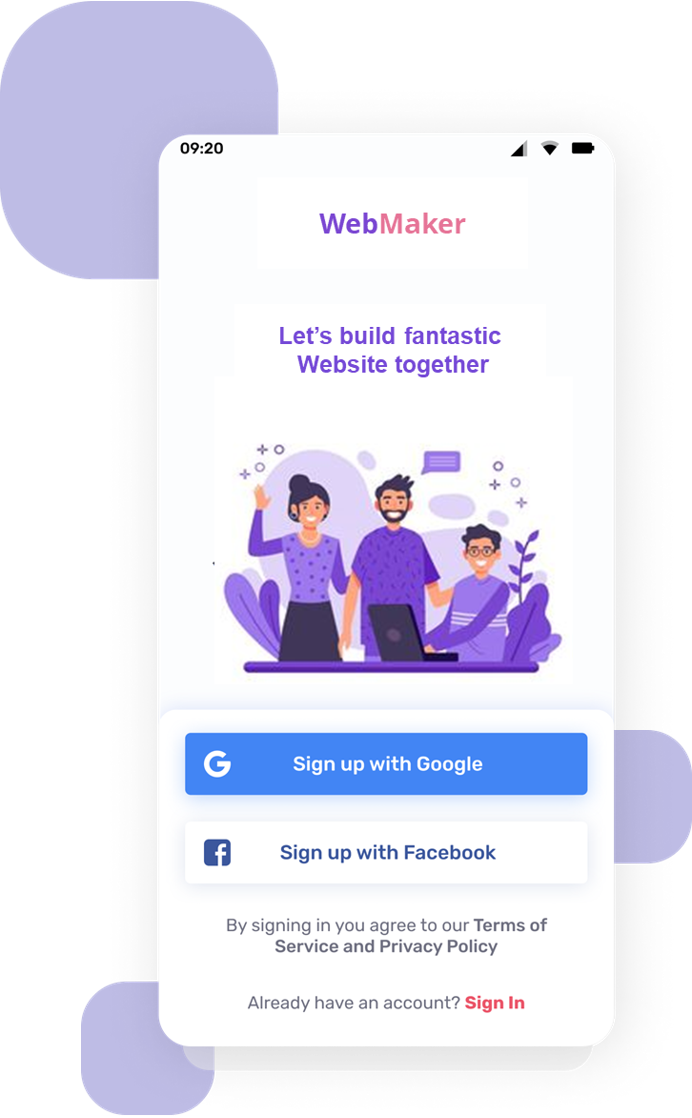 09:20
WebMaker
Let’s build fantastic
Website together
Sign up with Google
Sign up with Facebook
By signing in you agree to our Terms of
Service and Privacy Policy
Already have an account? Sign In